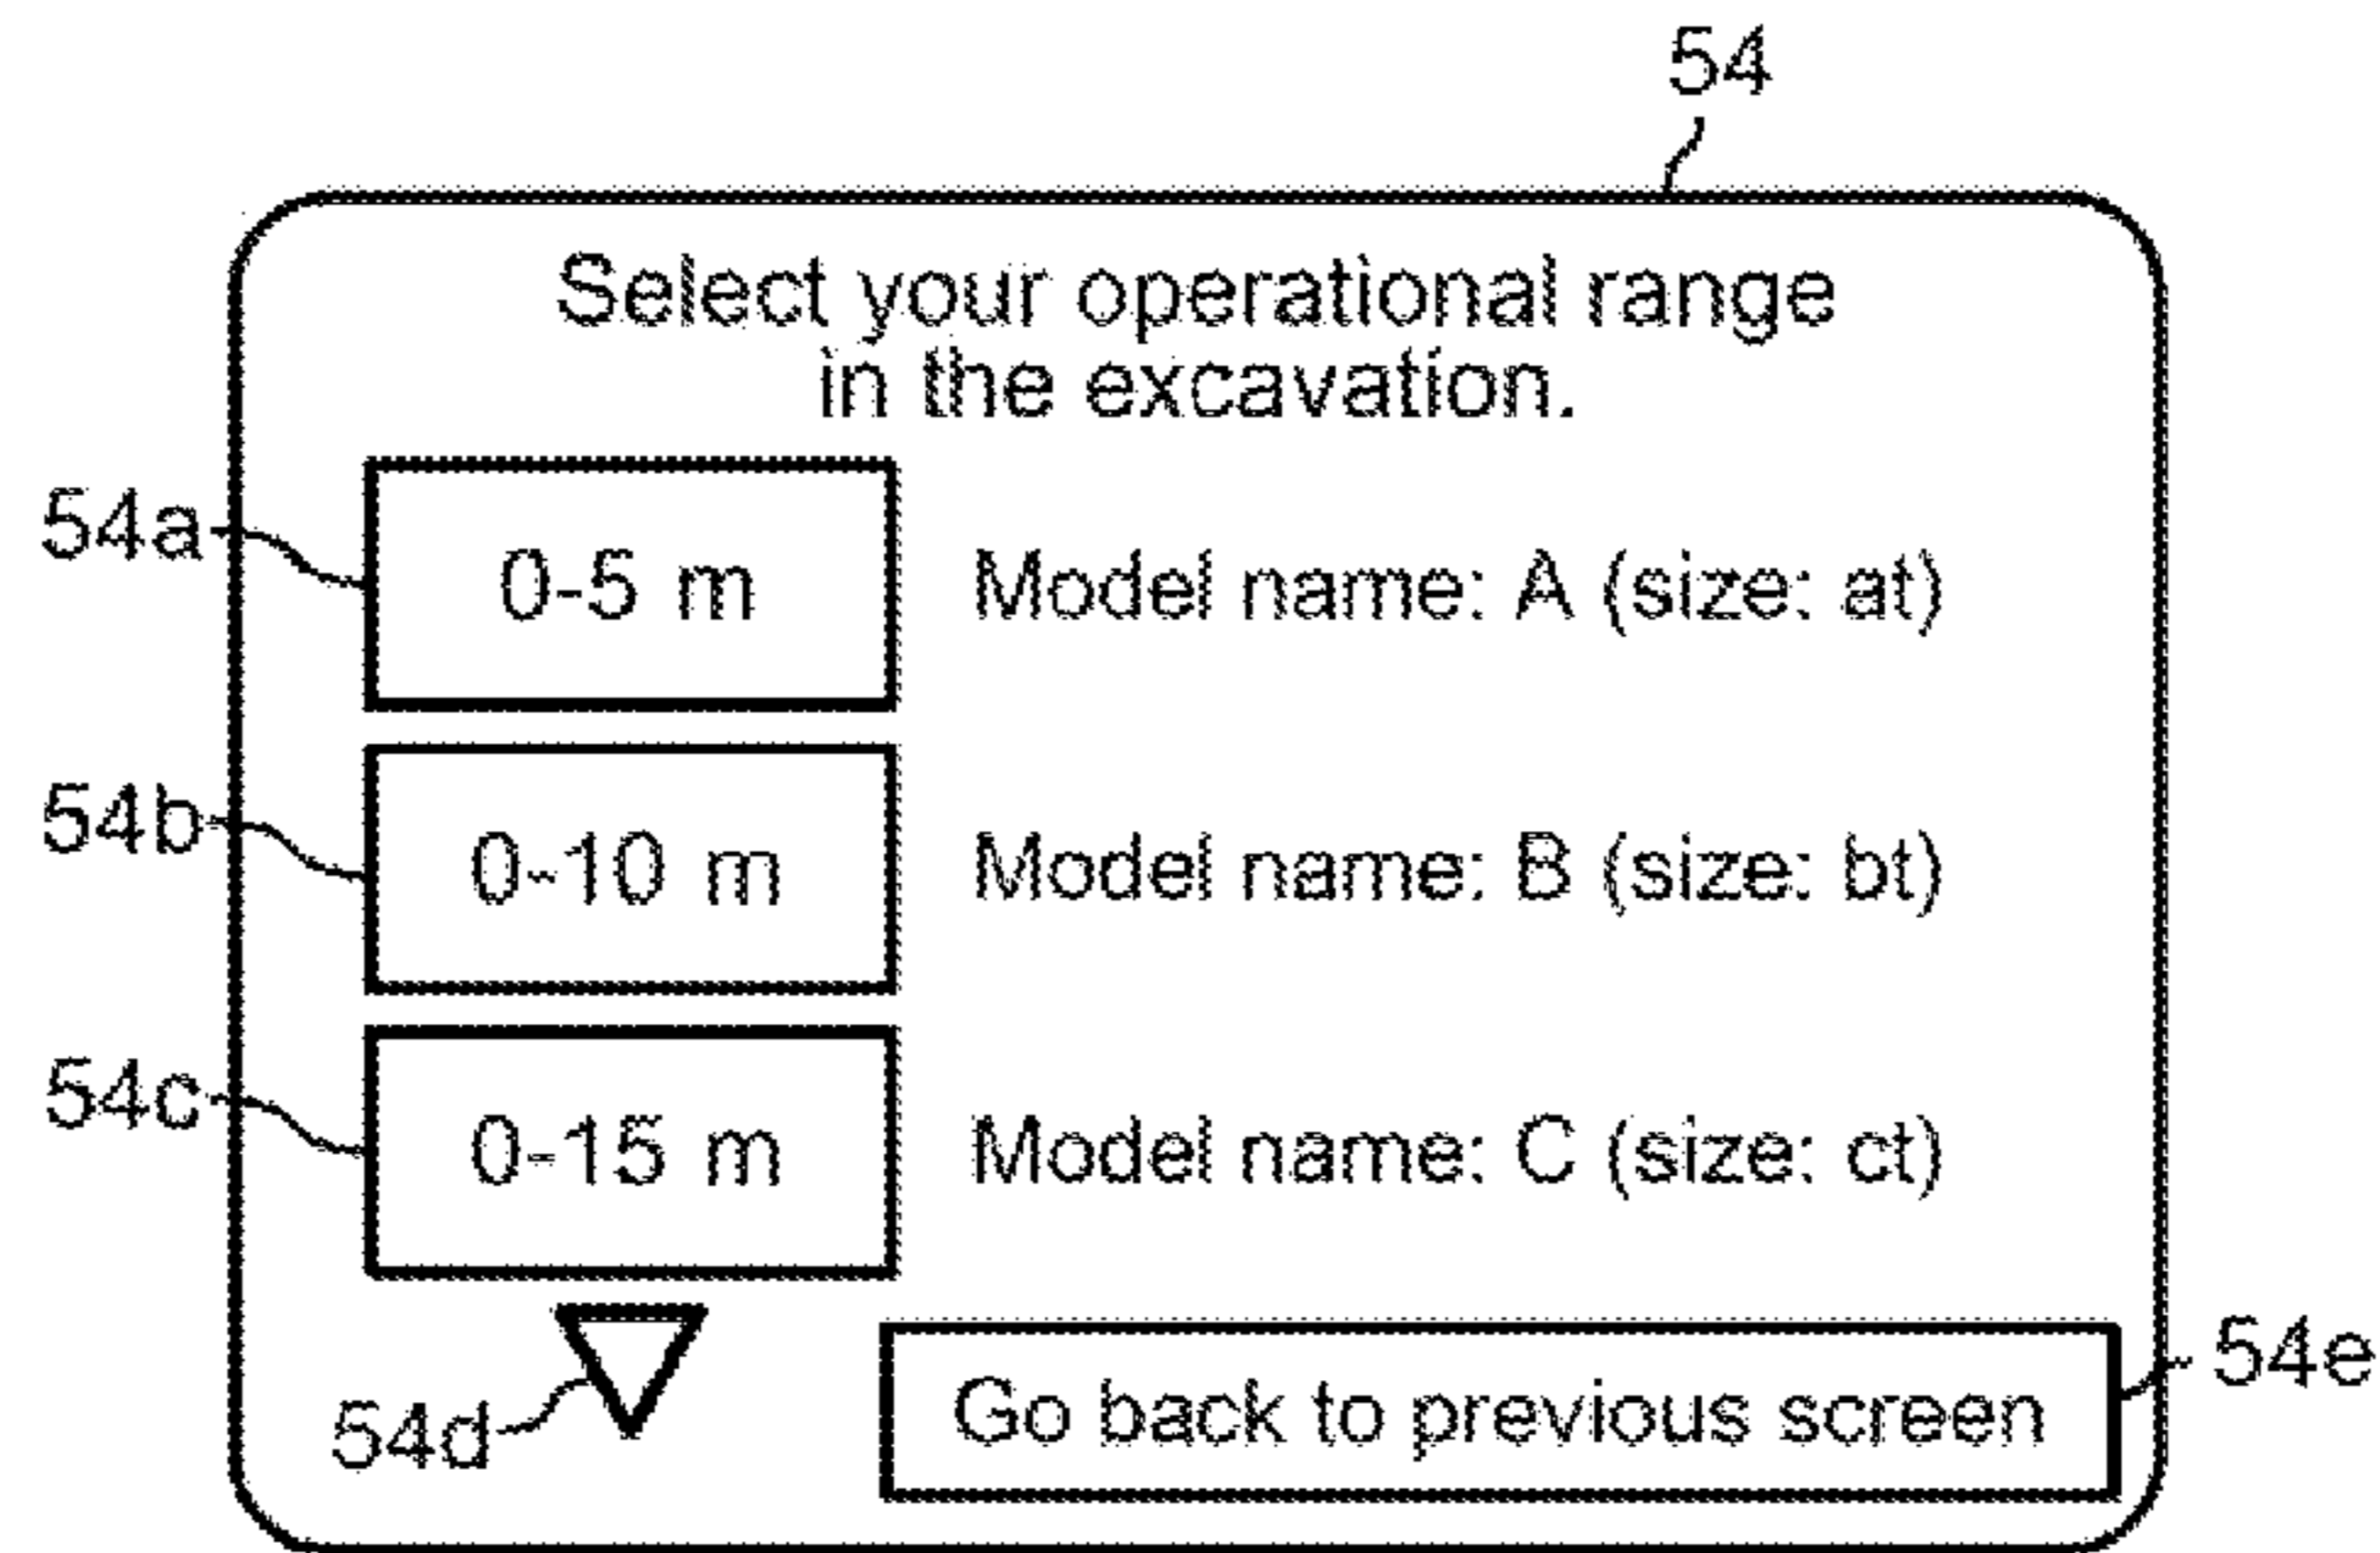 54
Select your operational range
in the excavation.
54a
0-5 m
Model name: A (size: at)
54b
0-10 m
Model name: B (size: bt)
54c
0-15 m
Model name: C (size: ct)
54d
Go back to previous screen
54e